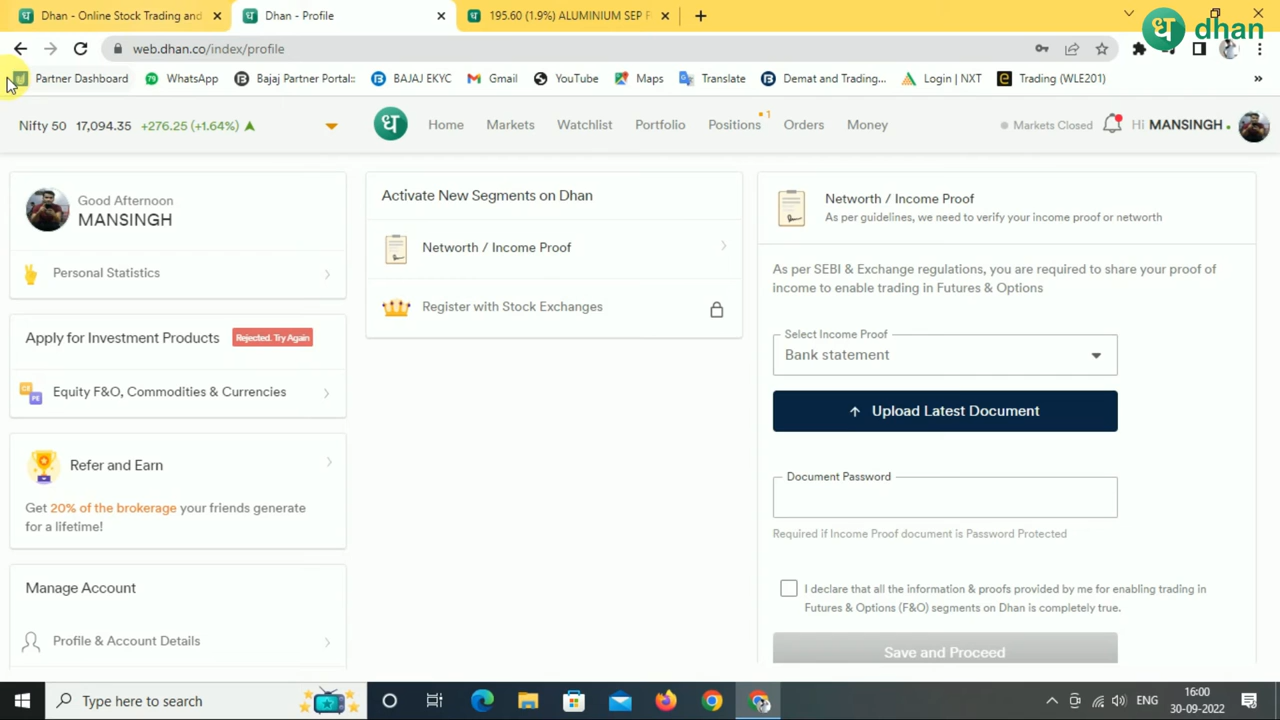 Dhan - Online Stock Trading and
Dhan - Profile
195.60 (1.9%) ALUMINIUM SEP F
dhan
web.dhan.co/index/profile
Partner Dashboard
WhatsApp
Bajaj Partner Portal::
BAJAJ EKYC
Gmail
YouTube
Maps
Translate
Demat and Trading...
Login | NXT
Trading (WLE201)
Nifty 50 17,094.35 +276.25 (+1.64%)
ध
Home
Markets
Watchlist
Portfolio
Positions 1
Orders
Money
Markets Closed
Hi MANSINGH
Good Afternoon
MANSINGH
Personal Statistics
Apply for Investment Products Rejected. Try Again
Equity F&O, Commodities & Currencies
Refer and Earn
Get 20% of the brokerage your friends generate
for a lifetime!
Manage Account
Profile & Account Details
Activate New Segments on Dhan
Networth / Income Proof
Register with Stock Exchanges
Networth / Income Proof
As per guidelines, we need to verify your income proof or networth
As per SEBI & Exchange regulations, you are required to share your proof of
income to enable trading in Futures & Options
Select Income Proof
Bank statement
Upload Latest Document
Document Password
Required if Income Proof document is Password Protected
I declare that all the information & proofs provided by me for enabling trading in
Futures & Options (F&O) segments on Dhan is completely true.
Save and Proceed
Type here to search
ENG
16:00
30-09-2022